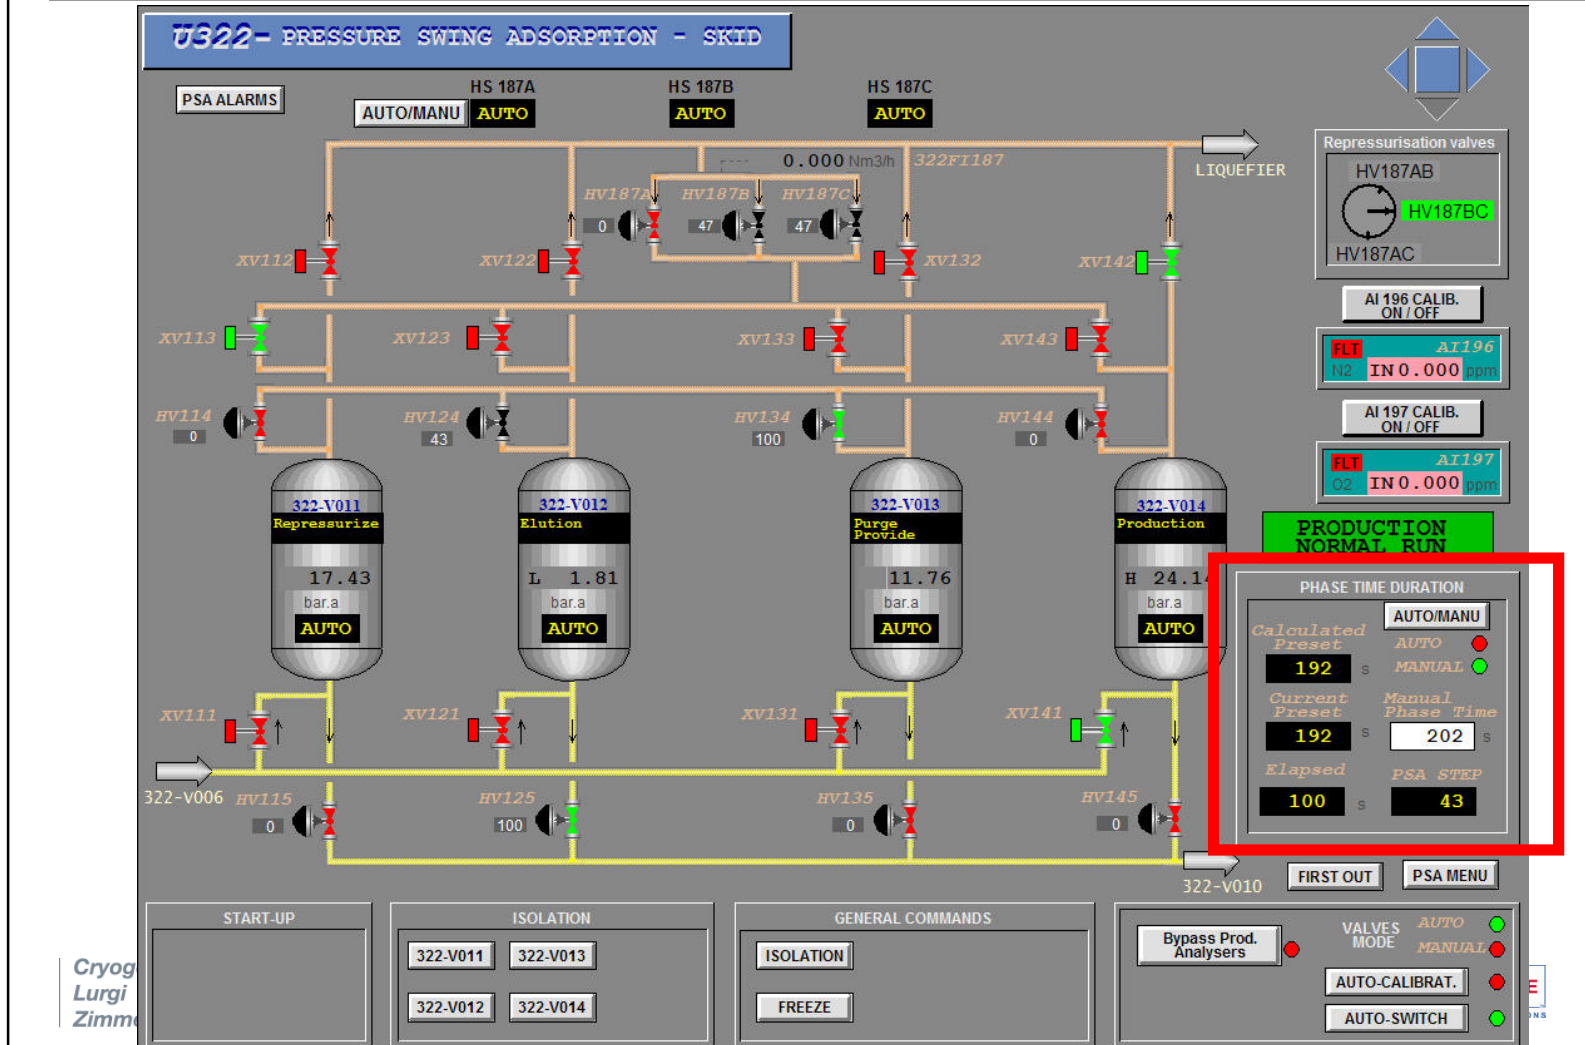 U322- PRESSURE SWING ADSORPTION - SKID
PSA ALARMS
AUTO/MANU
HS 187A
AUTO
HS 187B
AUTO
HS 187C
AUTO
0.000 Nm3/h
322FI187
LIQUEFIER
HV187A
0
HV187B
47
HV187C
47
XV112
XV122
XV132
XV142
XV113
XV123
XV133
XV143
HV114
0
HV124
43
HV134
100
HV144
0
322-V011
Repressurize
17.43
bar.a
AUTO
322-V012
Elution
L 1.81
bar.a
AUTO
322-V013
Purge
Provide
11.76
bar.a
AUTO
322-V014
Production
H 24.14
bar.a
AUTO
XV111
XV121
XV131
XV141
322-V006
HV115
0
HV125
100
HV135
0
HV145
0
322-V010
Repressurisation valves
HV187AB
HV187BC
HV187AC
AI 196 CALIB.
ON / OFF
FLT AI196
N2 IN 0.000 ppm
AI 197 CALIB.
ON / OFF
FLT AI197
O2 IN 0.000 ppm
PRODUCTION
NORMAL RUN
PHASE TIME DURATION
AUTO/MANU
Calculated
Preset
192 s
AUTO
MANUAL
Current
Preset
192 s
Manual
Phase Time
202 s
Elapsed
100 s
PSA STEP
43
FIRST OUT
PSA MENU
START-UP
ISOLATION
322-V011
322-V013
322-V012
322-V014
GENERAL COMMANDS
ISOLATION
FREEZE
Bypass Prod.
Analysers
VALVES
MODE
AUTO
MANUAL
AUTO-CALIBRAT.
AUTO-SWITCH
Cryog
Lurgi
Zimm
E